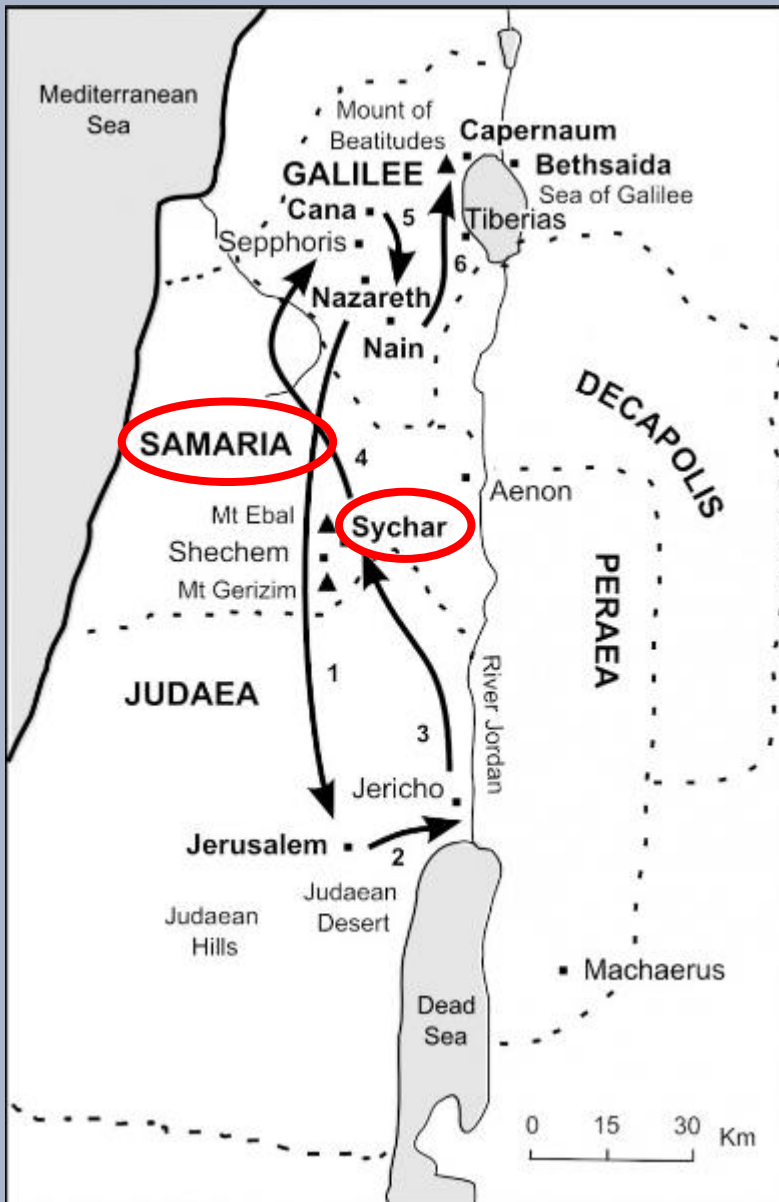 Mediterranean
Sea
Mount of
Beatitudes
Capernaum
Bethsaida
GALILEE
Sea of Galilee
Cana
5
Tiberias
Sepphoris
6
Nazareth
Nain
DECAPOLIS
SAMARIA
4
Aenon
Mt Ebal
Sychar
Shechem
Mt Gerizim
PERAEA
JUDAEA
1
River Jordan
3
Jericho
Jerusalem
2
Judaean
Desert
Judaean
Hills
Machaerus
Dead
Sea
0 15 30 Km